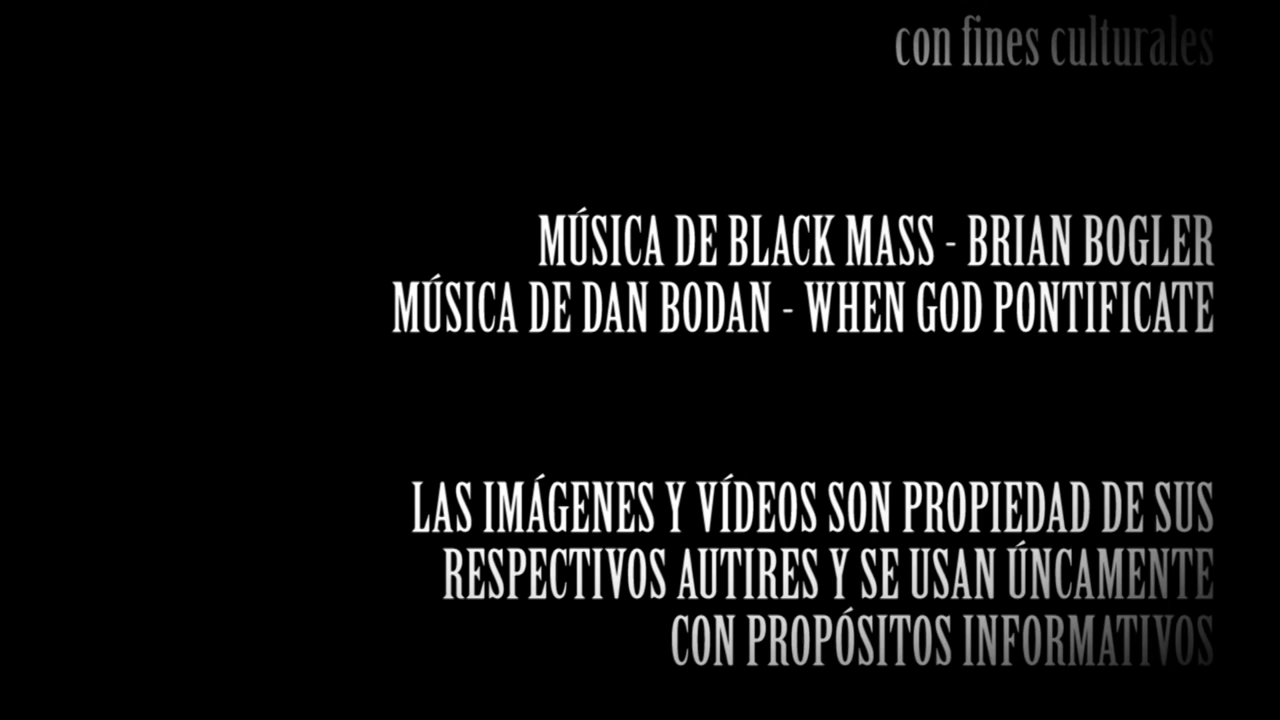 con fines culturales
MÚSICA DE BLACK MASS - BRIAN BOGLER
MÚSICA DE DAN BODAN - WHEN GOD PONTIFICATE
LAS IMÁGENES Y VÍDEOS SON PROPIEDAD DE SUS
RESPECTIVOS AUTIRES Y SE USAN ÚNCAMENTE
CON PROPÓSITOS INFORMATIVOS